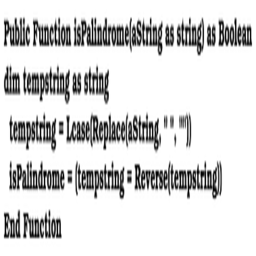 Public Function isPalindrome(aString as string) as Boolean
dim tempstring as string
tempstring = Lcase(Replace(aString, " ", ""))
isPalindrome = (tempstring = Reverse(tempstring))
End Function